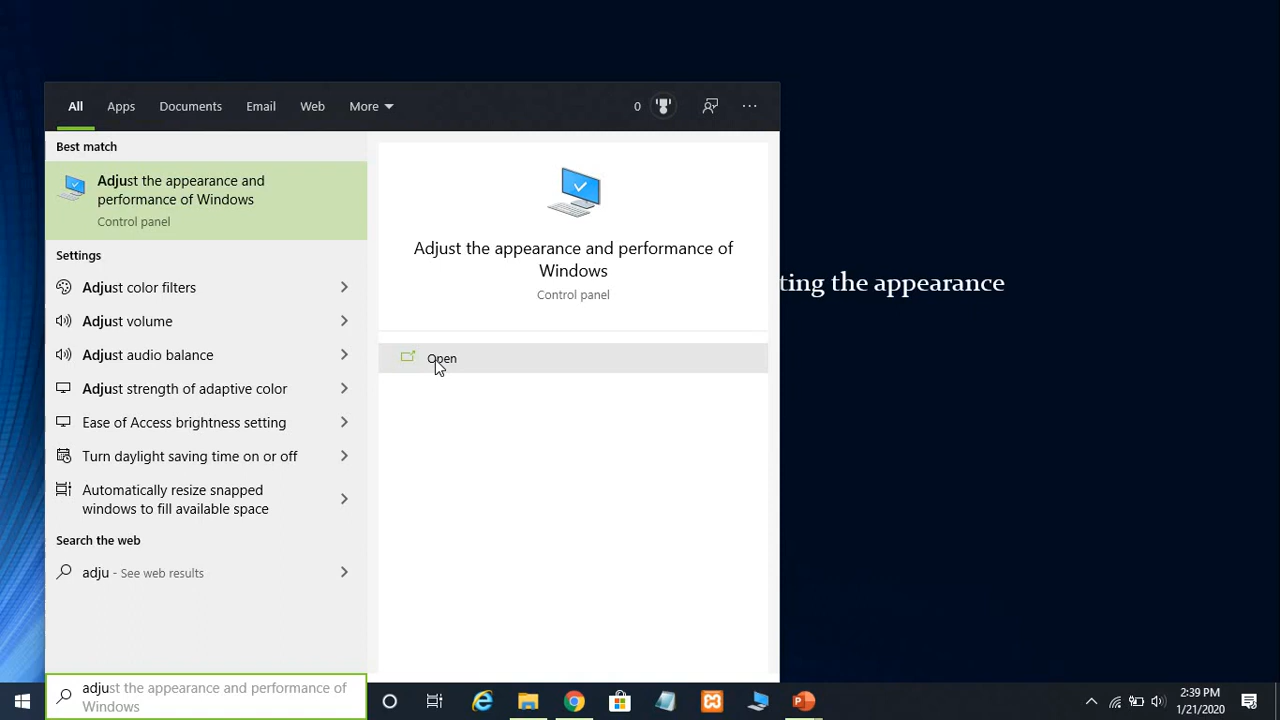 All Apps Documents Email Web More 0
Best match
Adjust the appearance and
performance of Windows
Control panel
Settings
Adjust color filters
Adjust volume
Adjust audio balance
Adjust strength of adaptive color
Ease of Access brightness setting
Turn daylight saving time on or off
Automatically resize snapped
windows to fill available space
Search the web
adju - See web results
Adjust the appearance and performance of
Windows
Control panel
Open
ting the appearance
adjust the appearance and performance of
Windows
2:39 PM
1/21/2020